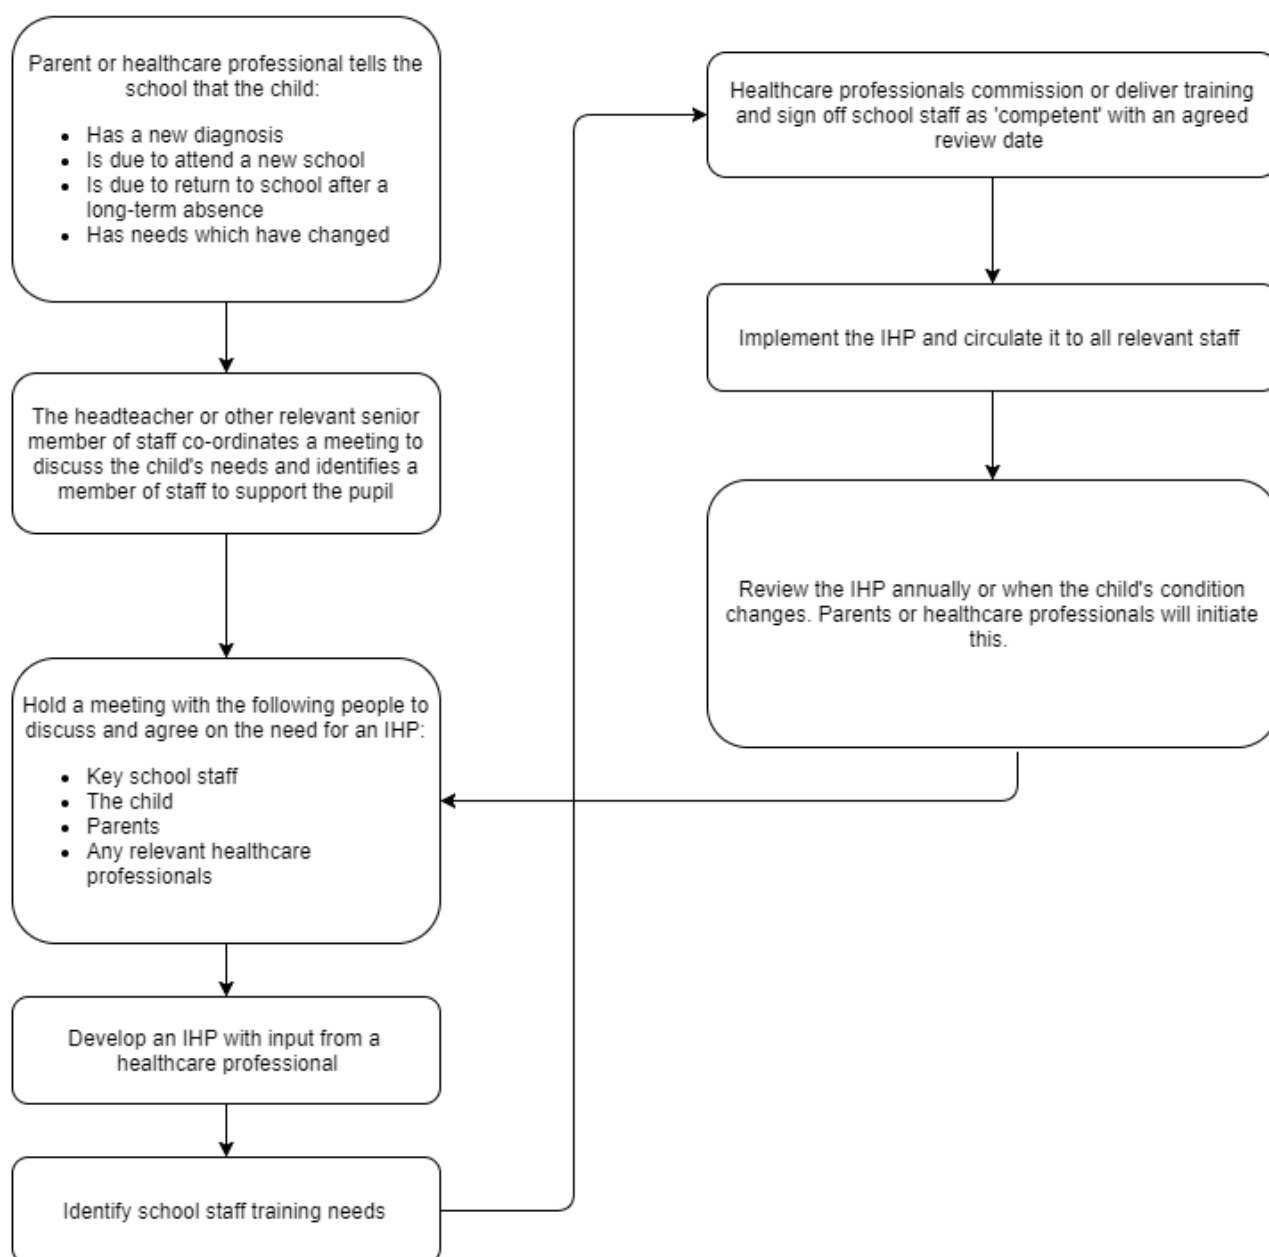 Parent or healthcare professional tells the
school that the child:
• Has a new diagnosis
• Is due to attend a new school
• Is due to return to school after a
long-term absence
• Has needs which have changed
The headteacher or other relevant senior
member of staff co-ordinates a meeting to
discuss the child's needs and identifies a
member of staff to support the pupil
Hold a meeting with the following people to
discuss and agree on the need for an IHP:
• Key school staff
• The child
• Parents
• Any relevant healthcare
professionals
Develop an IHP with input from a
healthcare professional
Identify school staff training needs
Healthcare professionals commission or deliver training
and sign off school staff as 'competent' with an agreed
review date
Implement the IHP and circulate it to all relevant staff
Review the IHP annually or when the child's condition
changes. Parents or healthcare professionals will initiate
this.